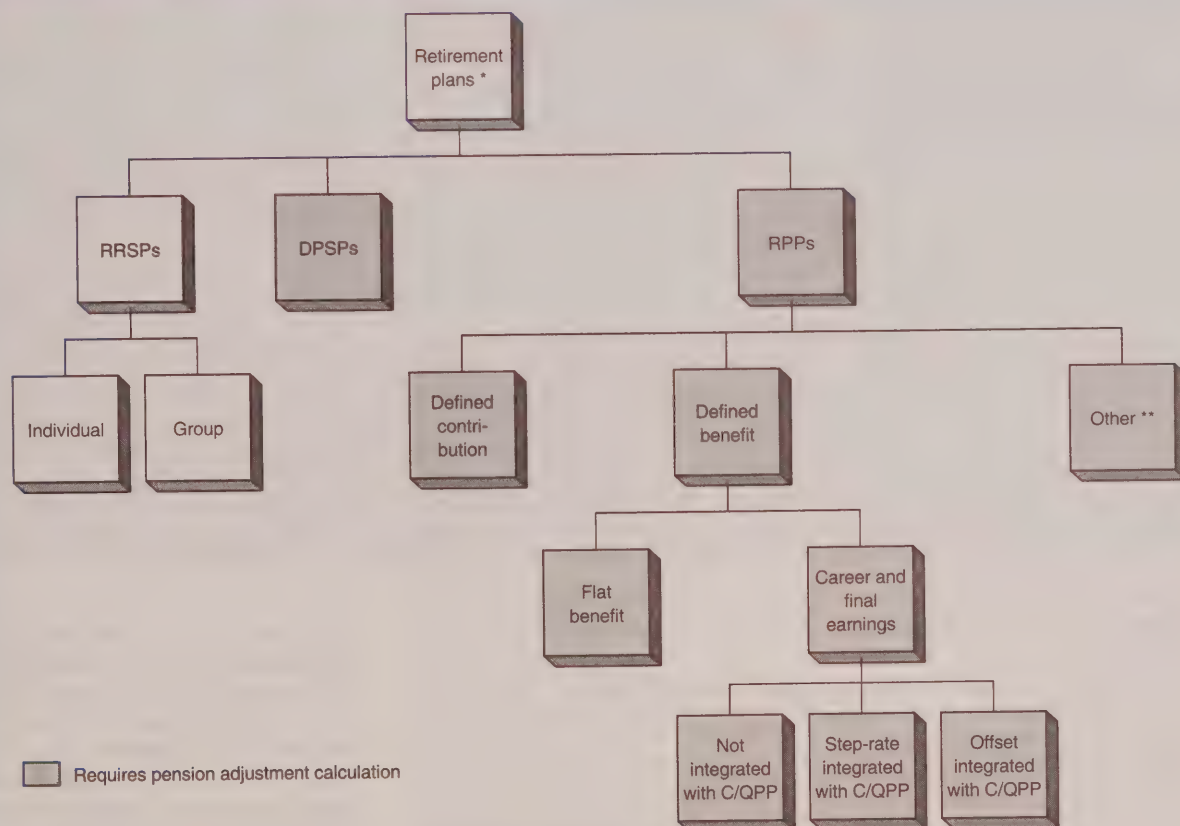 Retirement
plans *
RRSPs
DPSPs
RPPs
Individual
Group
Defined
contri-
bution
Defined
benefit
Other **
Flat
benefit
Career and
final
earnings
Not
integrated
with C/QPP
Step-rate
integrated
with C/QPP
Offset
integrated
with C/QPP
Requires pension adjustment calculation